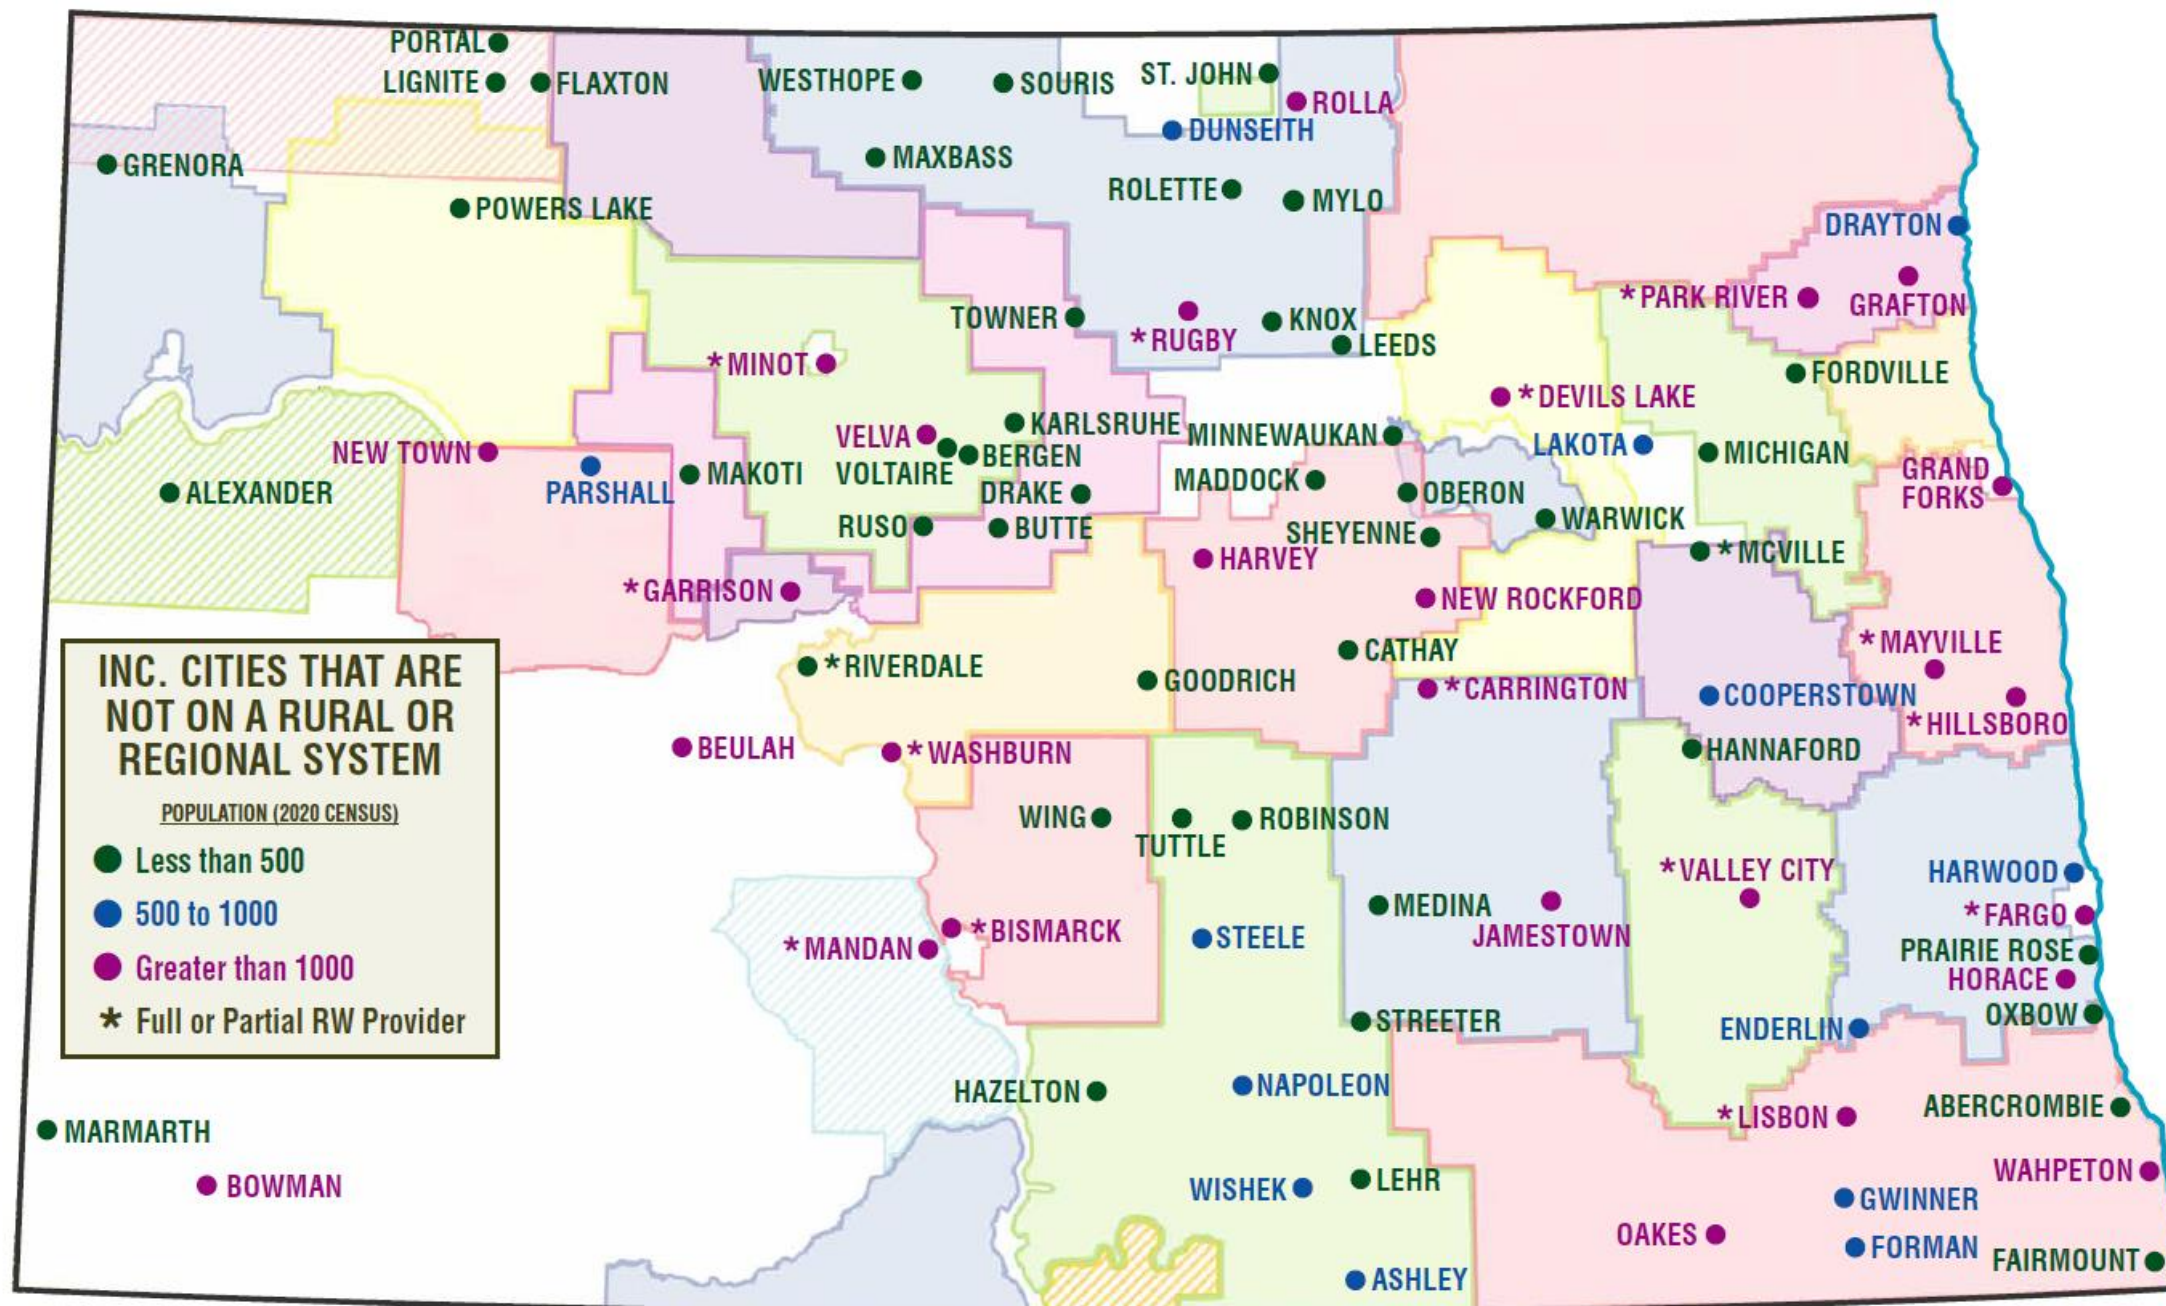 PORTAL
LIGNITE
FLAXTON
WESTHOPE
SOURIS
ST. JOHN
ROLLA
DUNSEITH
GRENORA
MAXBASS
ROLETTE
MYLO
POWERS LAKE
DRAYTON
*PARK RIVER
GRAFTON
TOWNER
*RUGBY
KNOX
LEEDS
*MINOT
FORDVILLE
*DEVILS LAKE
KARLSRUHE
VELVA
MINNEWAUKAN
LAKOTA
NEW TOWN
BERGEN
MICHIGAN
PARSHALL
MAKOTI
VOLTAIRE
MADDOCK
GRAND
FORKS
ALEXANDER
DRAKE
OBERON
RUSO
BUTTE
SHEYENNE
WARWICK
HARVEY
*MCVILLE
*GARRISON
NEW ROCKFORD
*MAYVILLE
CATHAY
*RIVERDALE
GOODRICH
*CARRINGTON
COOPERSTOWN
*HILLSBORO
BEULAH
*WASHBURN
HANNAFORD
INC. CITIES THAT ARE
NOT ON A RURAL OR
REGIONAL SYSTEM
POPULATION (2020 CENSUS)
Less than 500
500 to 1000
Greater than 1000
* Full or Partial RW Provider
WING
TUTTLE
ROBINSON
*VALLEY CITY
HARWOOD
MEDINA
*FARGO
*BISMARCK
STEELE
JAMESTOWN
*MANDAN
PRAIRIE ROSE
HORACE
STREETER
OXBOW
ENDERLIN
HAZELTON
NAPOLEON
ABERCROMBIE
*LISBON
MARMARTH
WAHPETON
BOWMAN
WISHEK
LEHR
GWINNER
OAKES
FORMAN
FAIRMOUNT
ASHLEY